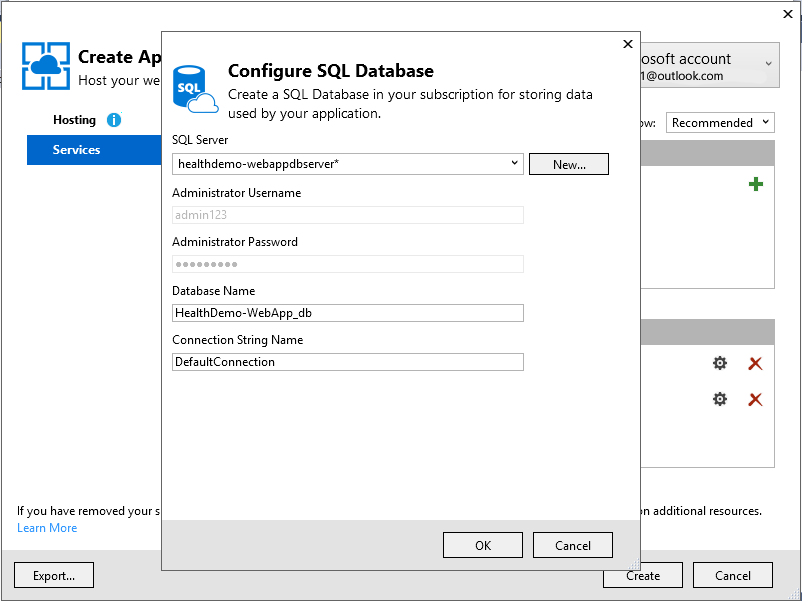 Create Ap
Host your we
osoft account
1@outlook.com
Hosting
Services
ow:
Recommended
Configure SQL Database
SQL
Create a SQL Database in your subscription for storing data
used by your application.
SQL Server
healthdemo-webappdbserver*
New...
Administrator Username
admin123
Administrator Password
●●●●●●●●●
Database Name
HealthDemo-WebApp_db
Connection String Name
DefaultConnection
OK
Cancel
If you have removed your s
n additional resources.
Learn More
Export...
Create
Cancel